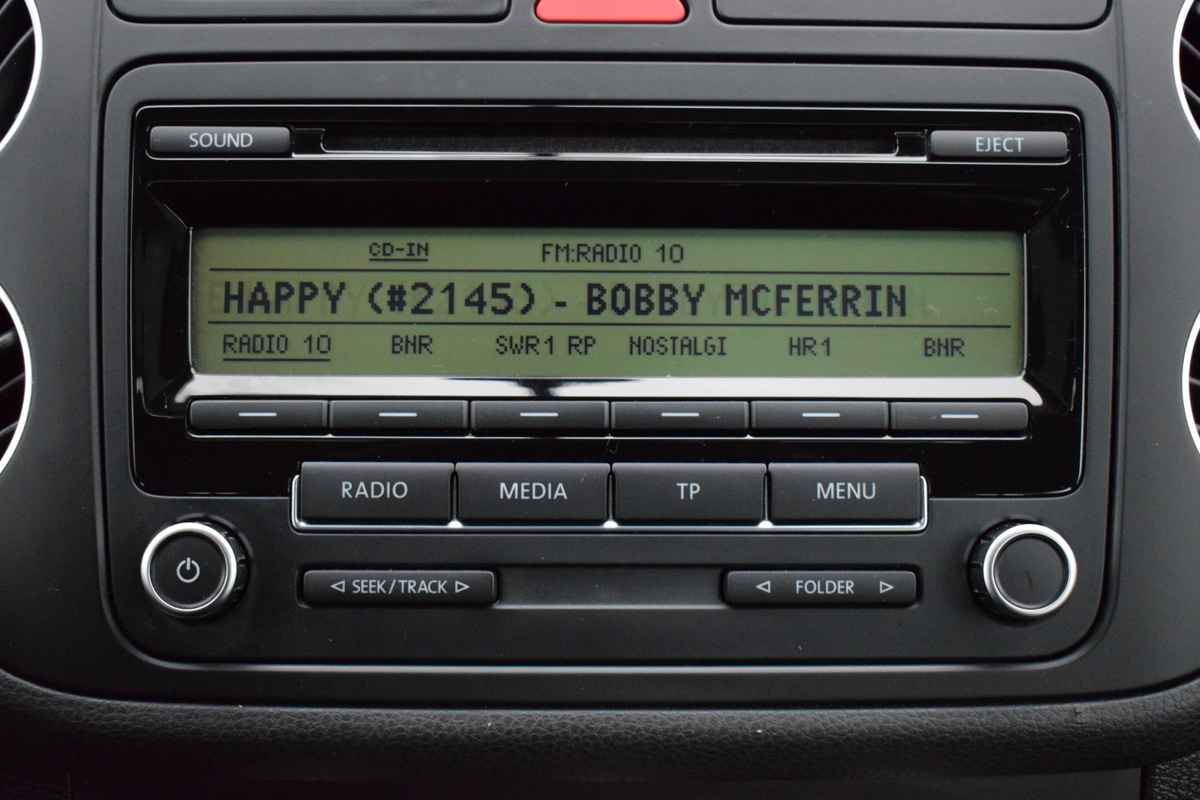 SOUND EJECT
CD-IN FM:RADIO 10
HAPPY (#2145) - BOBBY MCFERRIN
RADIO 10 BNR SWR1 RP NOSTALGI HR1 BNR
RADIO MEDIA TP MENU
SEEK/TRACK FOLDER